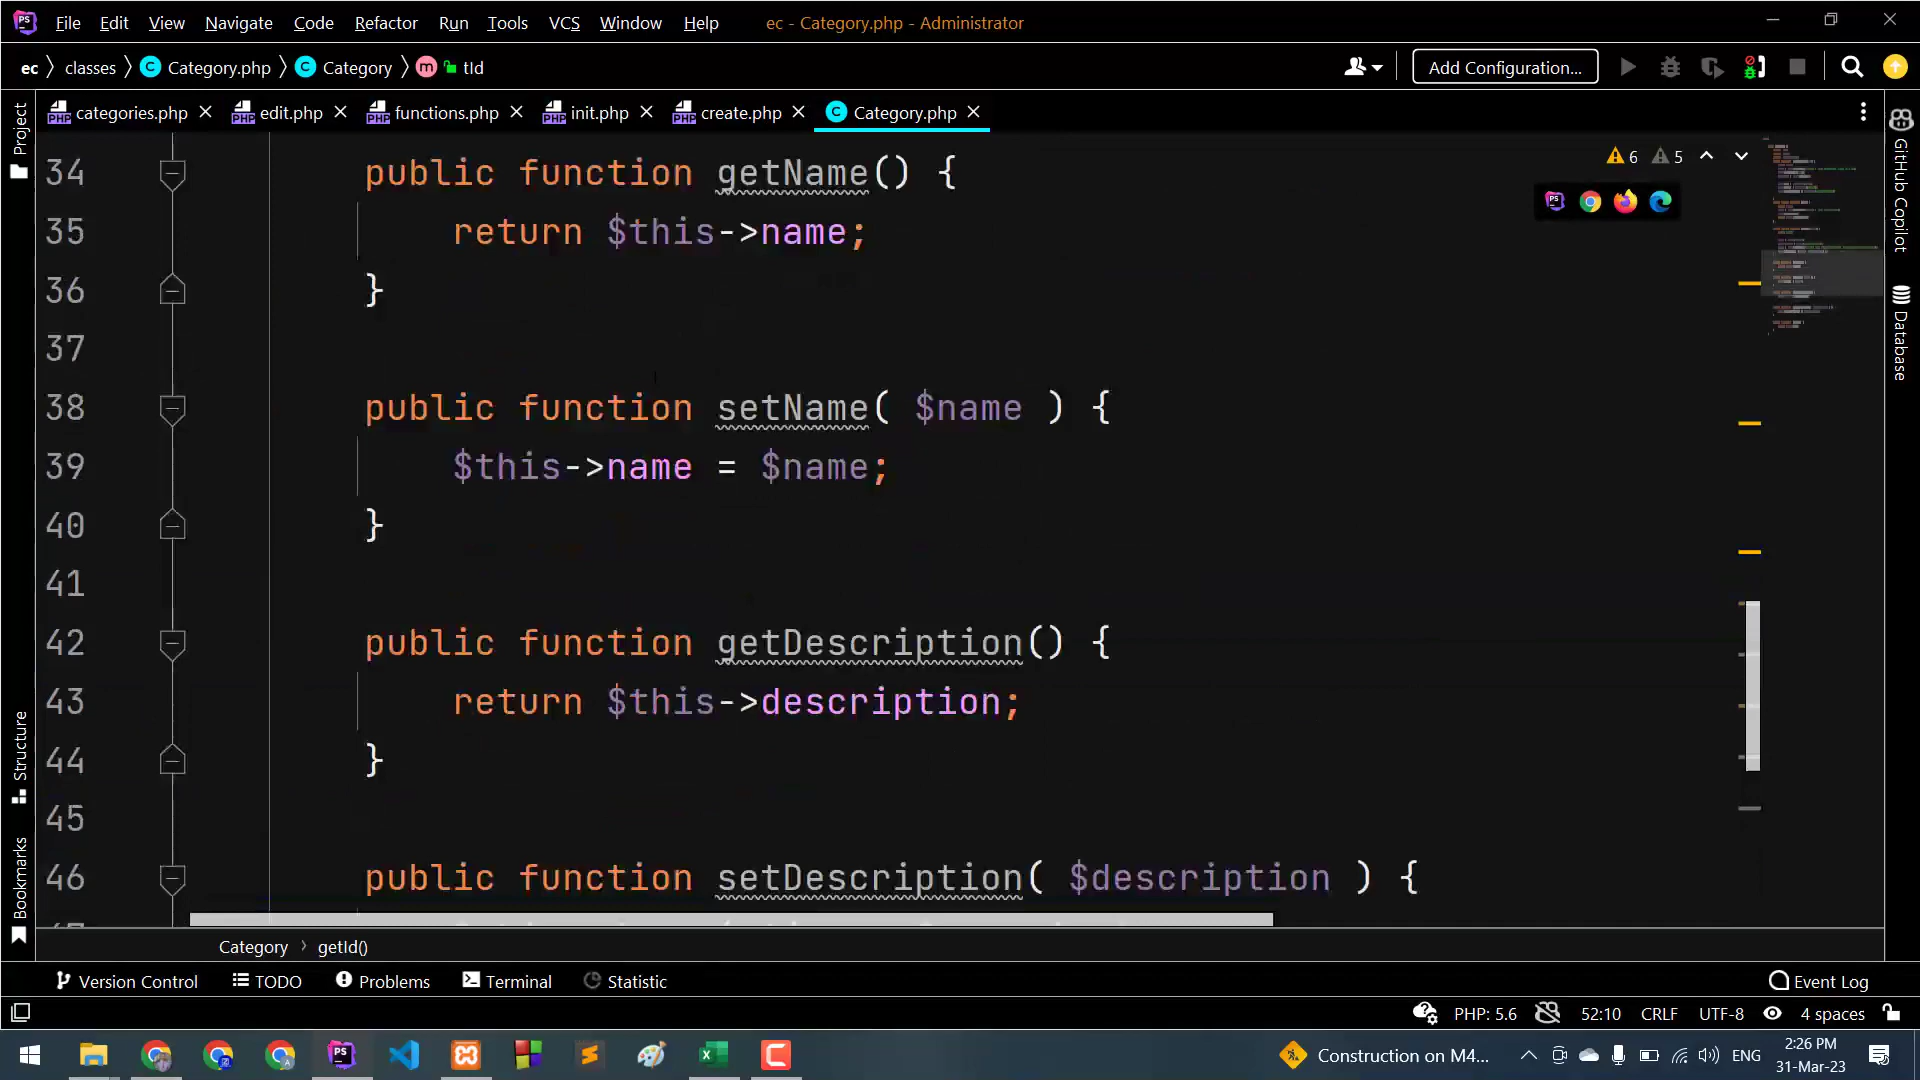 File Edit View Navigate Code Refactor Run Tools VCS Window Help ec - Category.php - Administrator
ec classes Category.php Category tId Add Configuration...
categories.php edit.php functions.php init.php create.php Category.php
6 5
34 public function getName() {
35 return $this->name;
36 }
37
38 public function setName( $name ) {
39 $this->name = $name;
40 }
41
42 public function getDescription() {
43 return $this->description;
44 }
45
46 public function setDescription( $description ) {
Project
Structure
Bookmarks
GitHub Copilot
Database
Category getId()
Version Control TODO Problems Terminal Statistic Event Log
PHP: 5.6 52:10 CRLF UTF-8 4 spaces
Construction on M4... ENG 2:26 PM
31-Mar-23